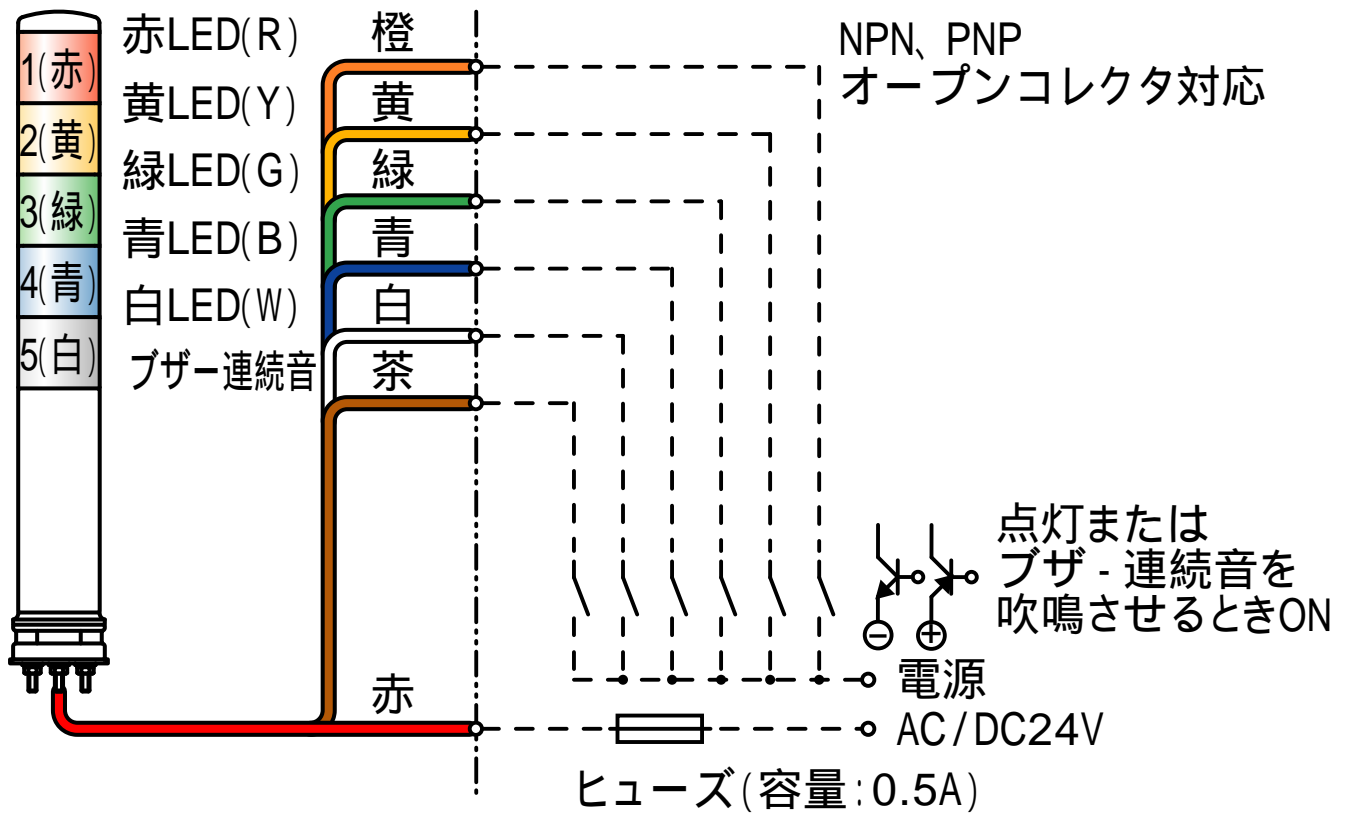 1(赤)
2(黄)
3(緑)
4(青)
5(白)
赤LED(R)
黄LED(Y)
緑LED(G)
青LED(B)
白LED(W)
ブザー連続音
橙
黄
緑
青
白
茶
赤
NPN、PNP
オープンコレクタ対応
点灯または
ブザ-連続音を
吹鳴させるときON
電源
AC/DC24V
ヒューズ(容量:0.5A)